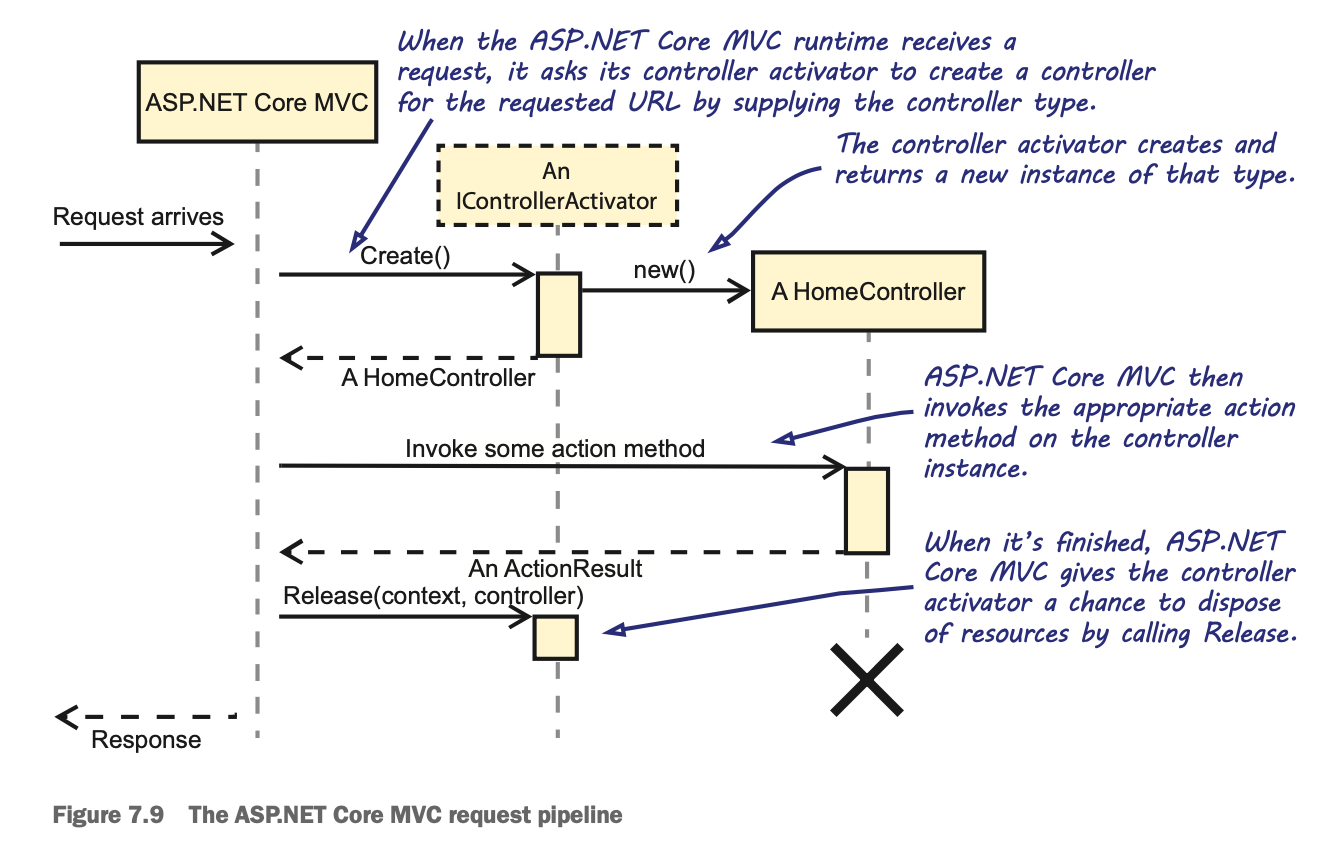 When the ASP.NET Core MVC runtime receives a
request, it asks its controller activator to create a controller
for the requested URL by supplying the controller type.
ASP.NET Core MVC
The controller activator creates and
returns a new instance of that type.
An
IControllerActivator
Request arrives
Create()
new()
A HomeController
A HomeController
ASP.NET Core MVC then
invokes the appropriate action
method on the controller
instance.
Invoke some action method
When it's finished, ASP.NET
Core MVC gives the controller
activator a chance to dispose
of resources by calling Release.
An ActionResult
Release(context, controller)
Response
Figure 7.9 The ASP.NET Core MVC request pipeline